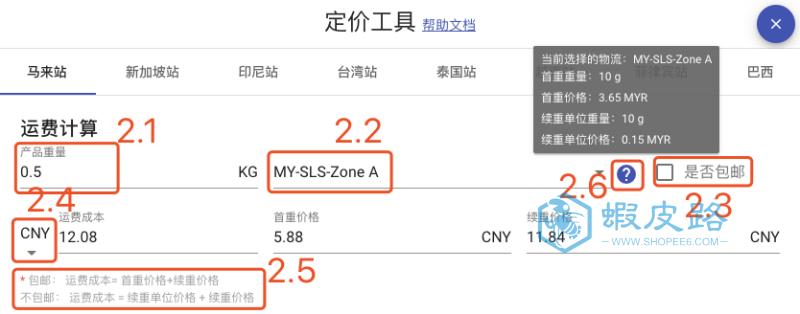 定价工具 帮助文档
×
马来站 新加坡站 印尼站 台湾站 泰国站 菲律宾站 巴西
当前选择的物流：MY-SLS-Zone A
首重重量：10 g
首重价格：3.65 MYR
续重单位重量：10 g
续重单位价格：0.15 MYR
运费计算 2.1 2.2
产品重量
0.5 KG MY-SLS-Zone A 2.6 ? 是否包邮
2.4 2.3
运费成本 首重价格 续重价格
CNY 12.08 5.88 CNY 11.84 CNY
虾皮路
WWW.SHOPEE6.COM
2.5
* 包邮： 运费成本= 首重价格+续重价格
不包邮： 运费成本 = 续重单位价格 + 续重价格